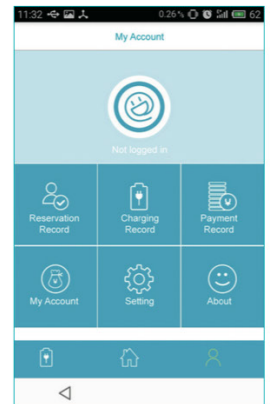 11:32 0.26% 62
My Account
Not logged in
Reservation Record
Charging Record
Payment Record
My Account
Setting
About